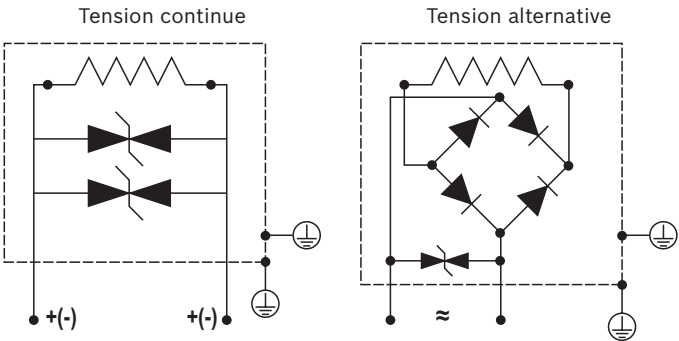 Tension continue
Tension alternative
+(-)
+(-)
≈